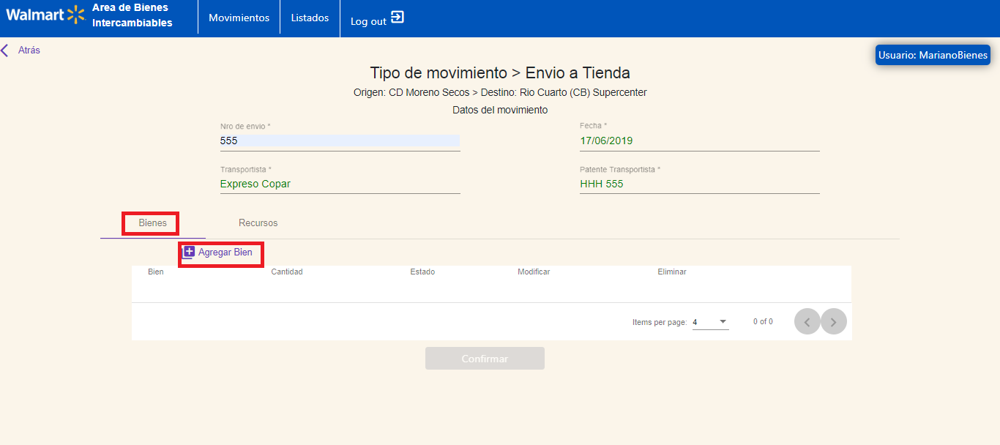 Walmart Area de Bienes
Intercambiables
Movimientos
Listados
Log out
Atrás
Usuario: MarianoBienes
Tipo de movimiento > Envio a Tienda
Origen: CD Moreno Secos > Destino: Rio Cuarto (CB) Supercenter
Datos del movimiento
Nro de envio *
555
Fecha *
17/06/2019
Transportista *
Expreso Copar
Patente Transportista *
HHH 555
Bienes
Recursos
Agregar Bien
Bien Cantidad Estado Modificar Eliminar
Items per page: 4 0 of 0
Confirmar